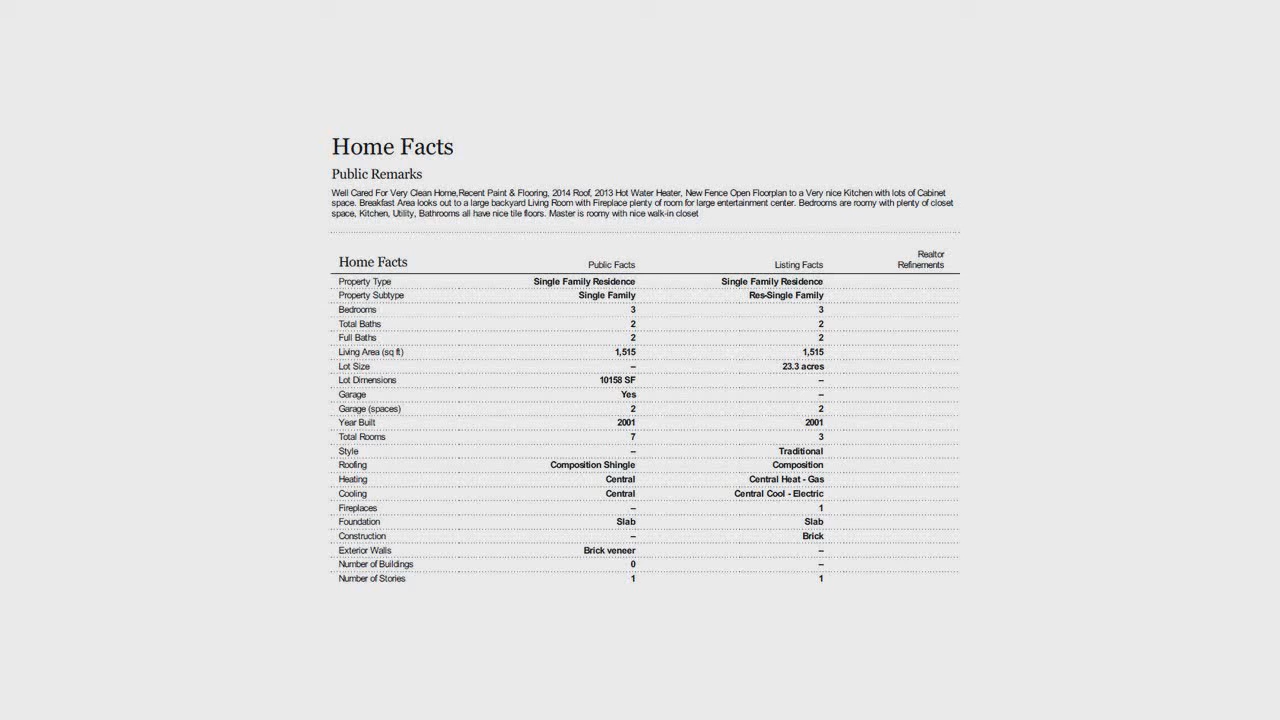 Home Facts
Public Remarks
Well Cared For Very Clean Home,Recent Paint & Flooring, 2014 Roof, 2013 Hot Water Heater, New Fence Open Floorplan to a Very nice Kitchen with lots of Cabinet
space. Breakfast Area looks out to a large backyard Living Room with Fireplace plenty of room for large entertainment center. Bedrooms are roomy with plenty of closet
space, Kitchen, Utility, Bathrooms all have nice tile floors. Master is roomy with nice walk-in closet
Home Facts Public Facts Listing Facts Realtor Refinements
Property Type Single Family Residence Single Family Residence
Property Subtype Single Family Res-Single Family
Bedrooms 3 3
Total Baths 2 2
Full Baths 2 2
Living Area (sq ft) 1,515 1,515
Lot Size – 23.3 acres
Lot Dimensions 10158 SF –
Garage Yes –
Garage (spaces) 2 2
Year Built 2001 2001
Total Rooms 7 3
Style – Traditional
Roofing Composition Shingle Composition
Heating Central Central Heat - Gas
Cooling Central Central Cool - Electric
Fireplaces – 1
Foundation Slab Slab
Construction – Brick
Exterior Walls Brick veneer –
Number of Buildings 0 –
Number of Stories 1 1